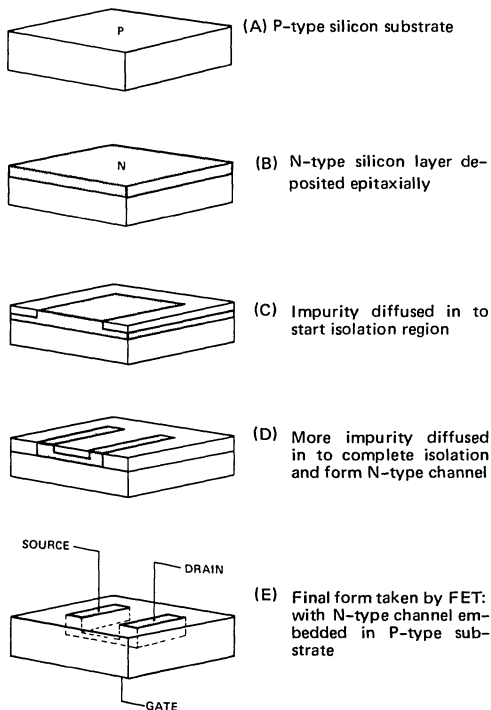 P
(A) P-type silicon substrate
N
(B) N-type silicon layer de-
posited epitaxially
(C) Impurity diffused in to
start isolation region
(D) More impurity diffused
in to complete isolation
and form N-type channel
SOURCE
DRAIN
GATE
(E) Final form taken by FET:
with N-type channel em-
bedded in P-type sub-
strate